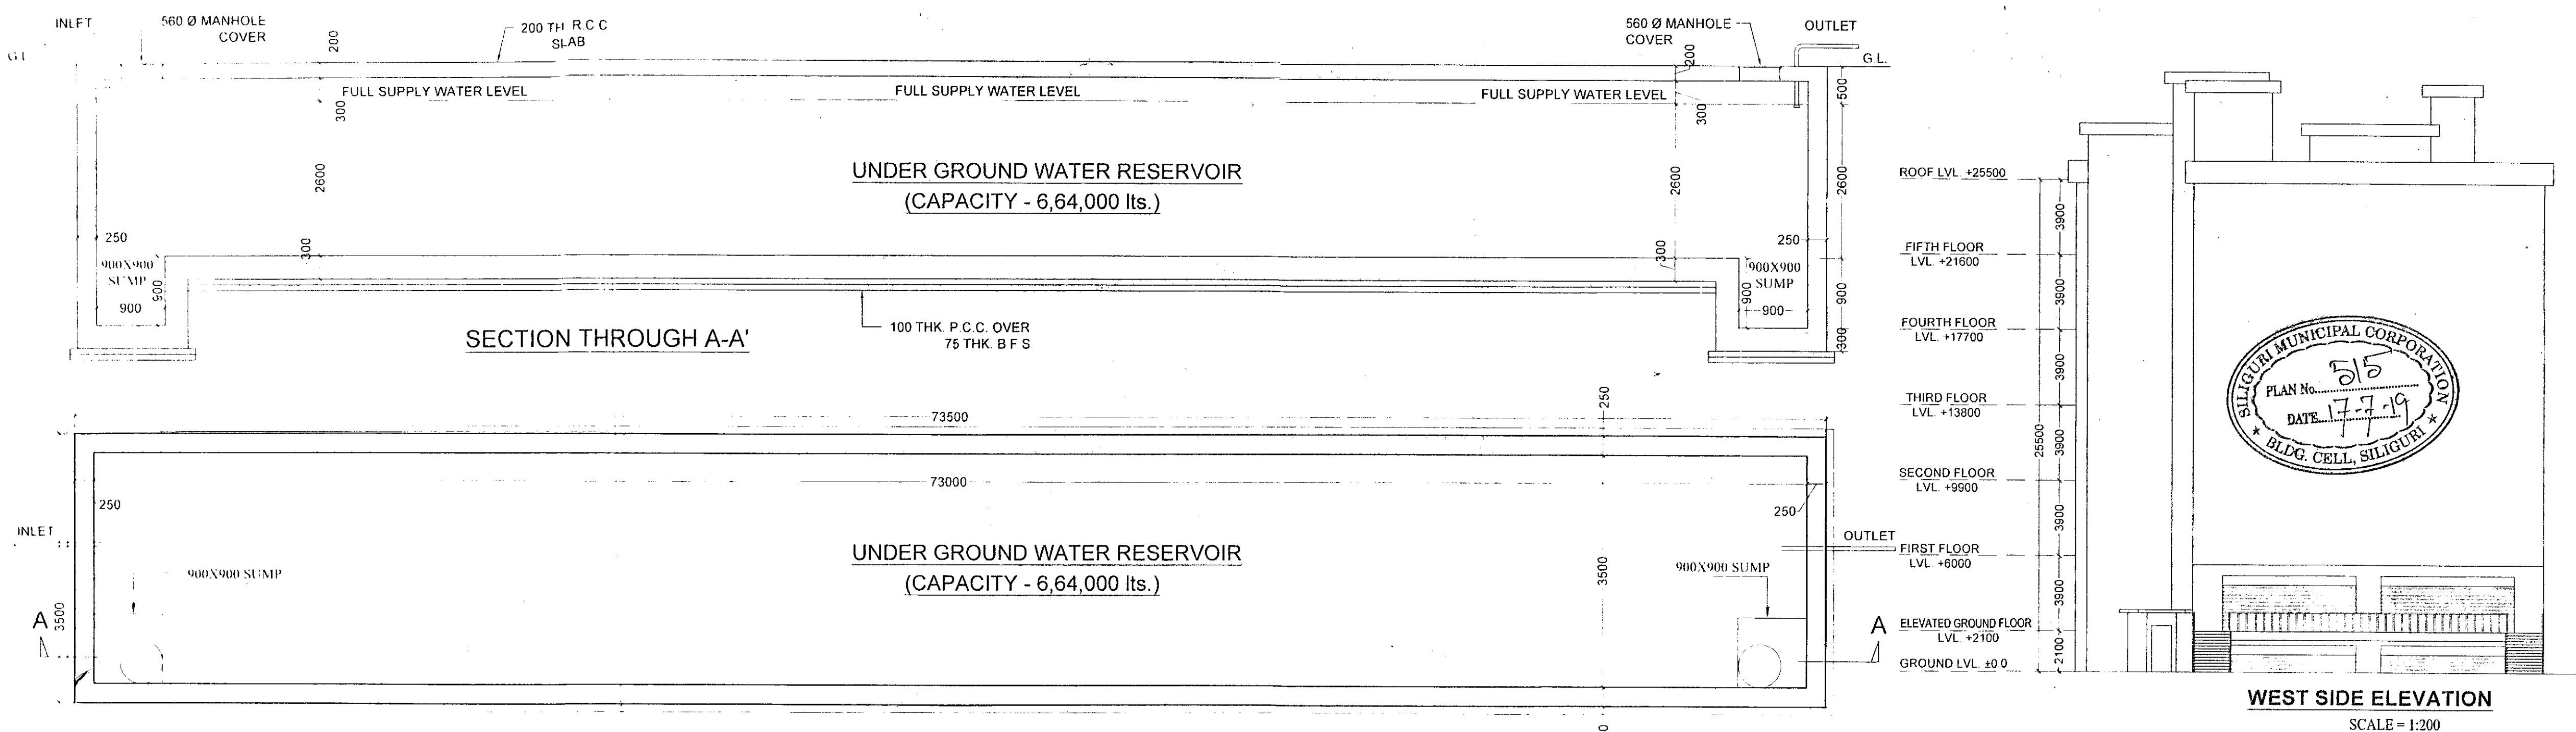 INLET
560 Ø MANHOLE
COVER
200
200 TH R.C.C
SLAB
560 Ø MANHOLE
COVER
OUTLET
200
G.L.
FULL SUPPLY WATER LEVEL
FULL SUPPLY WATER LEVEL
FULL SUPPLY WATER LEVEL
300
300
500
UNDER GROUND WATER RESERVOIR
(CAPACITY - 6,64,000 lts.)
2600
2600
2600
250
300
300
250
900X900
SUMP
900
900
900X900
SUMP
900
900
900
300
SECTION THROUGH A-A'
100 THK. P.C.C. OVER
75 THK. B F S
73500
250
73000
250
250
INLET
OUTLET
UNDER GROUND WATER RESERVOIR
(CAPACITY - 6,64,000 lts.)
900X900 SUMP
900X900 SUMP
3500
3500
A
A
ROOF LVL. +25500
3900
FIFTH FLOOR
LVL. +21600
3900
FOURTH FLOOR
LVL. +17700
3900
THIRD FLOOR
LVL. +13800
25500
3900
SECOND FLOOR
LVL. +9900
3900
FIRST FLOOR
LVL. +6000
3900
ELEVATED GROUND FLOOR
LVL. +2100
2100
GROUND LVL. ±0.0
SILIGURI MUNICIPAL CORPORATION
PLAN No. 515
DATE 17-7-19
BLDG. CELL, SILIGURI
WEST SIDE ELEVATION
SCALE = 1:200